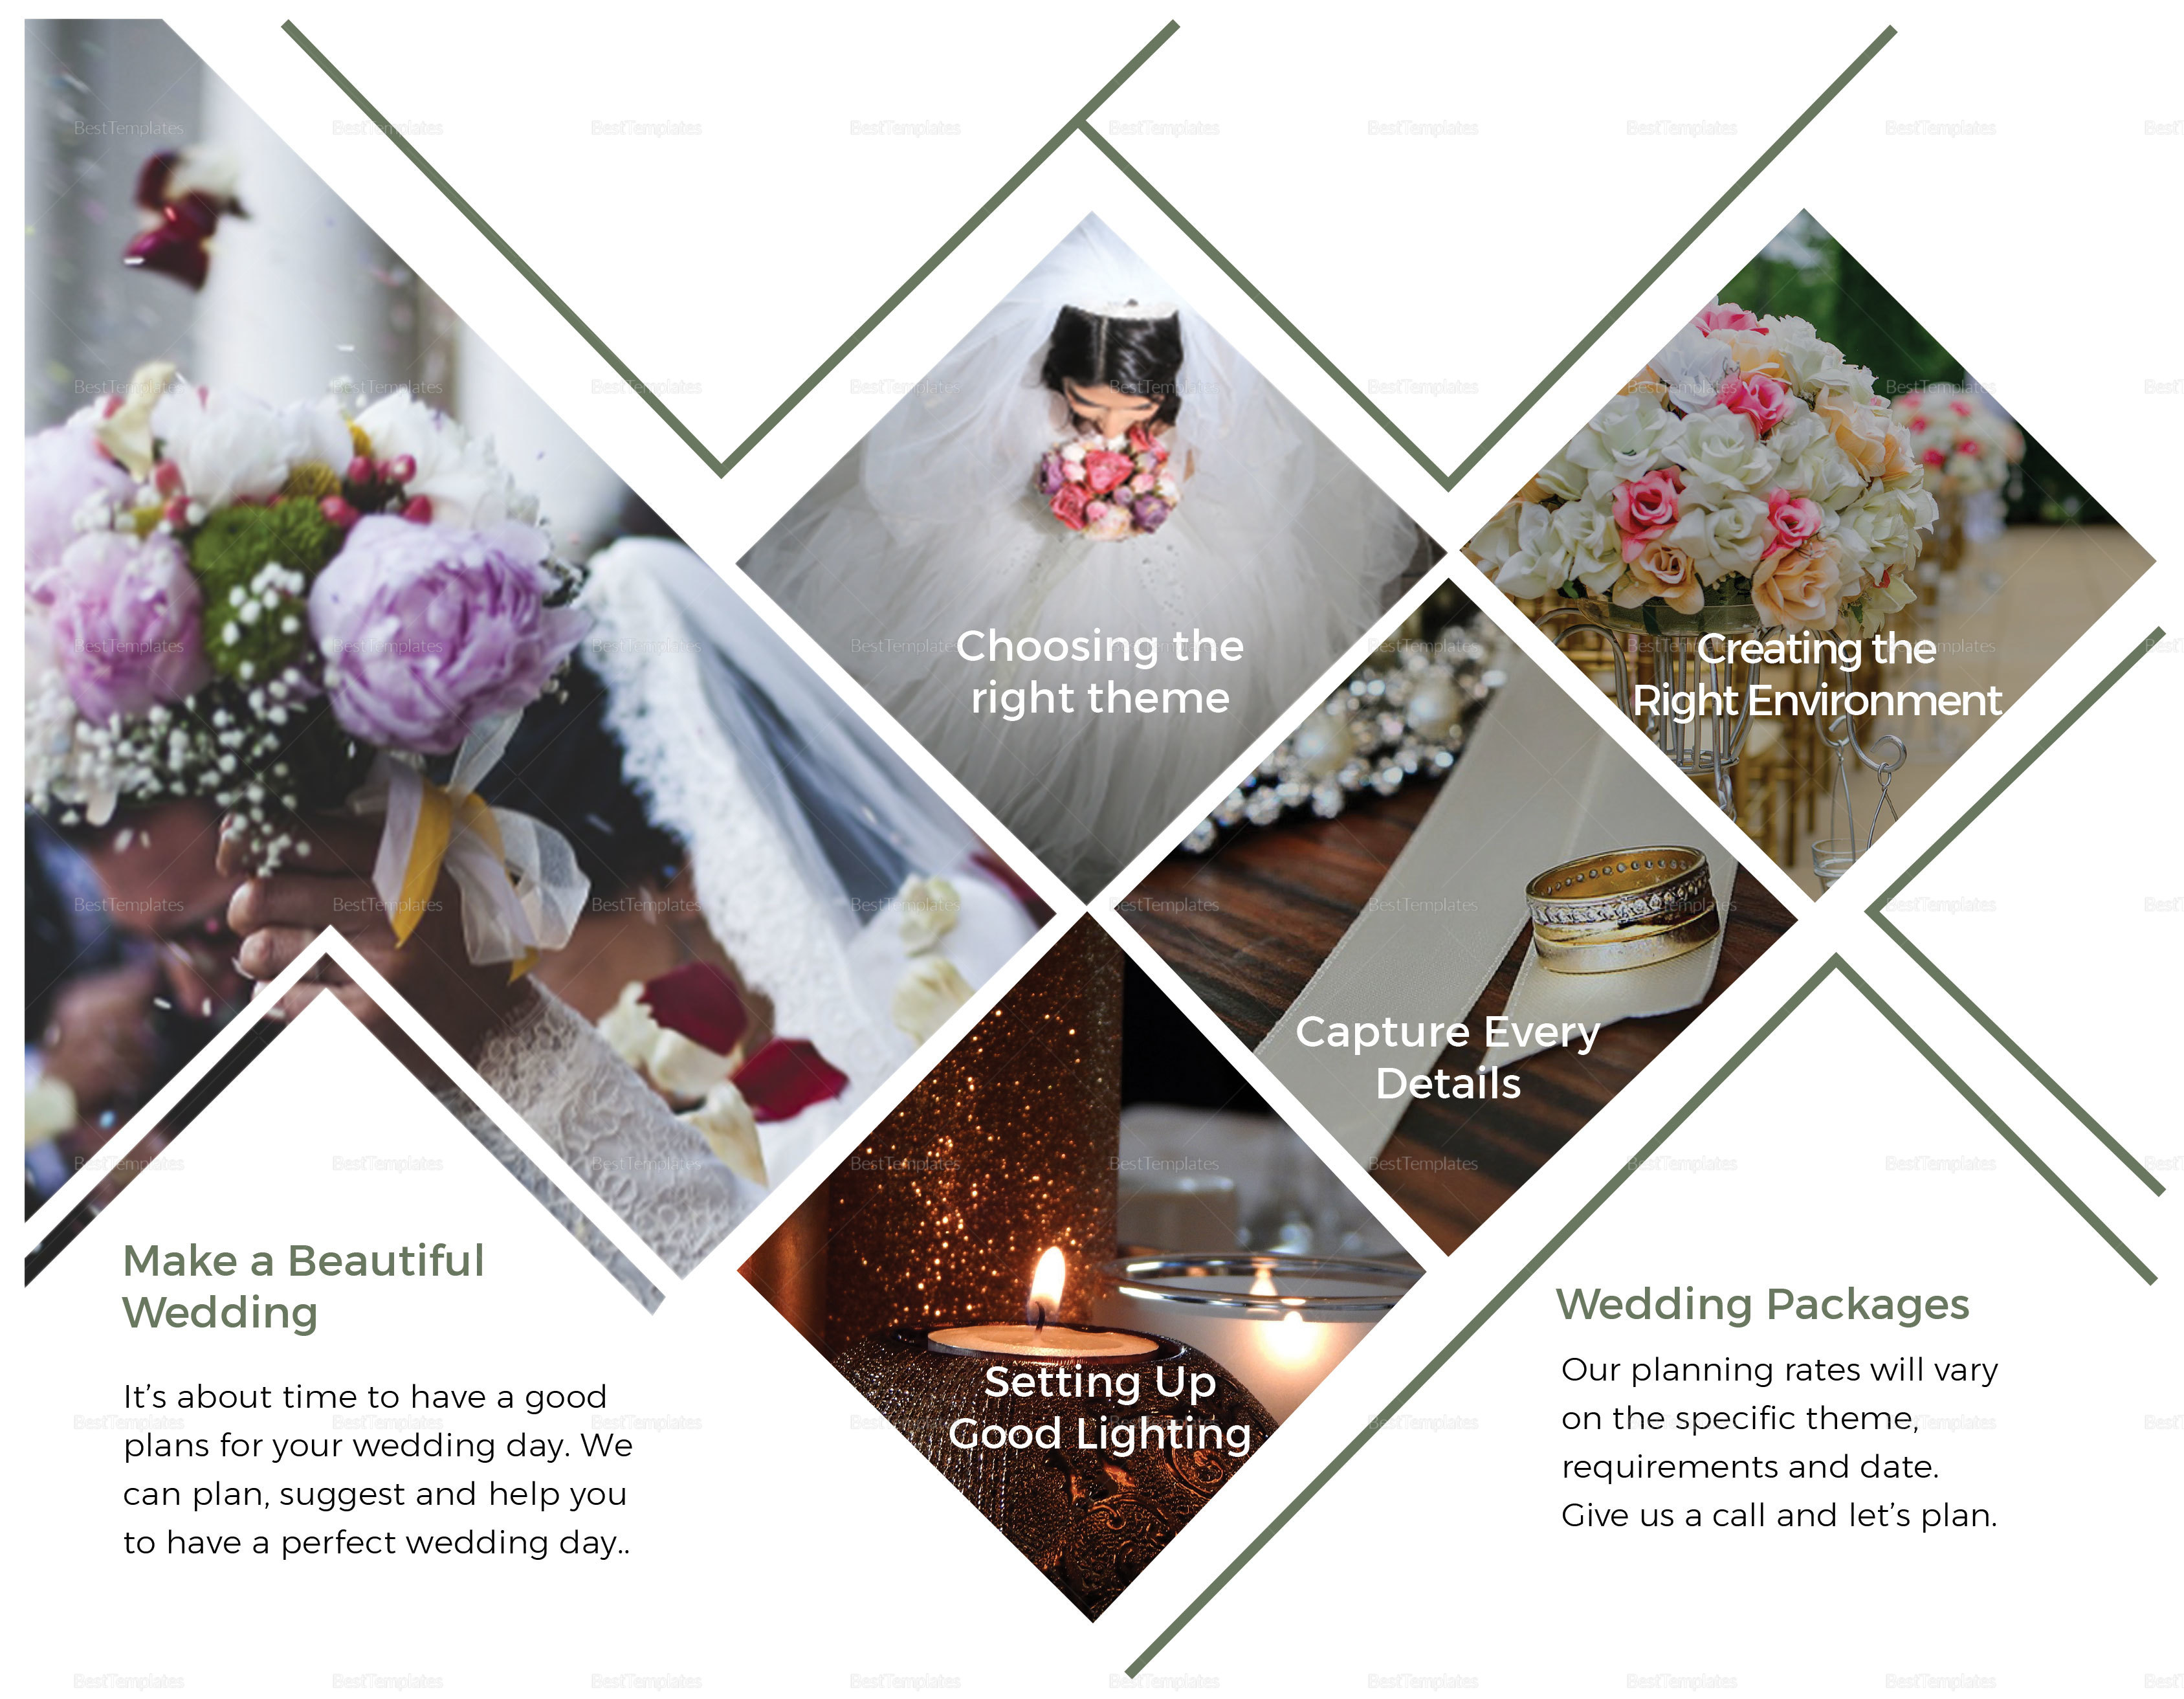 Choosing the
right theme
Creating the
Right Environment
Capture Every
Details
Setting Up
Good Lighting
Make a Beautiful
Wedding
It’s about time to have a good
plans for your wedding day. We
can plan, suggest and help you
to have a perfect wedding day..
Wedding Packages
Our planning rates will vary
on the specific theme,
requirements and date.
Give us a call and let’s plan.
BestTemplates